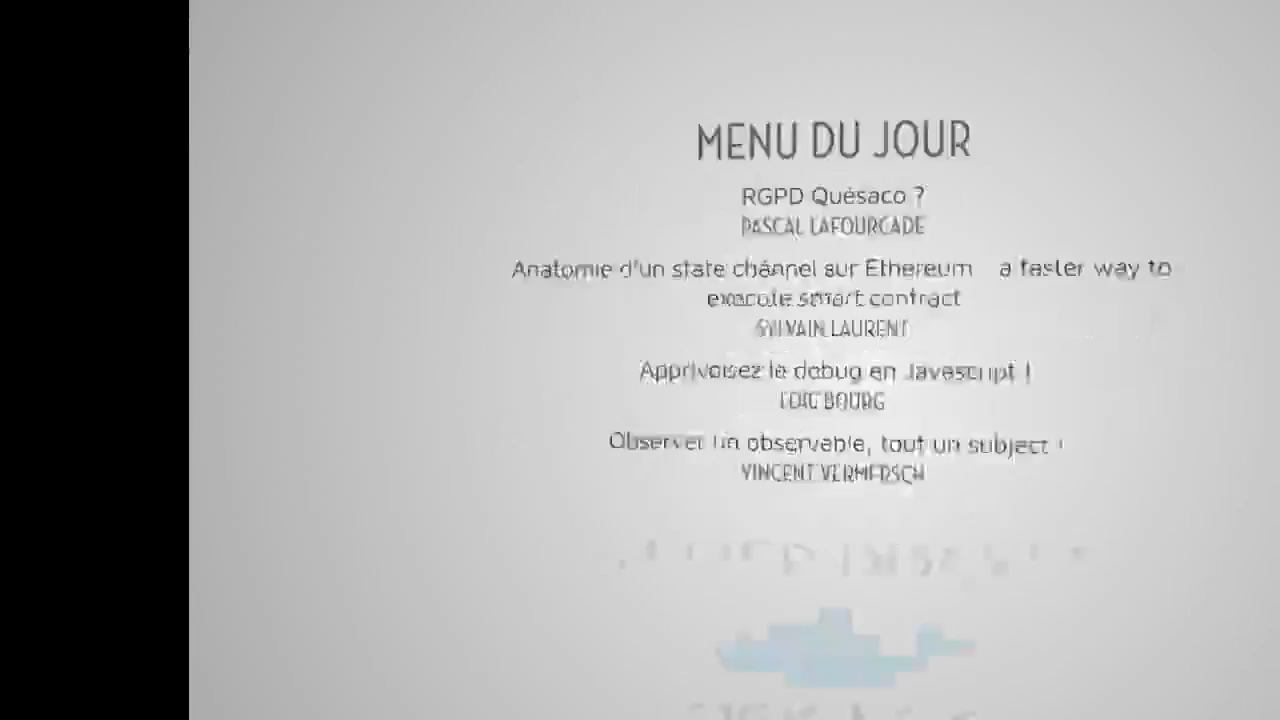 MENU DU JOUR
RGPD Quésaco ?
PASCAL LAFOURCADE
Anatomie d'un state channel sur Ethereum a faster way to
execute smart contract
SYLVAIN LAURENT
Apprivoisez le debug en Javascript !
LOIC BOURG
Observer un observable, tout un subject !
VINCENT VERMERSCH